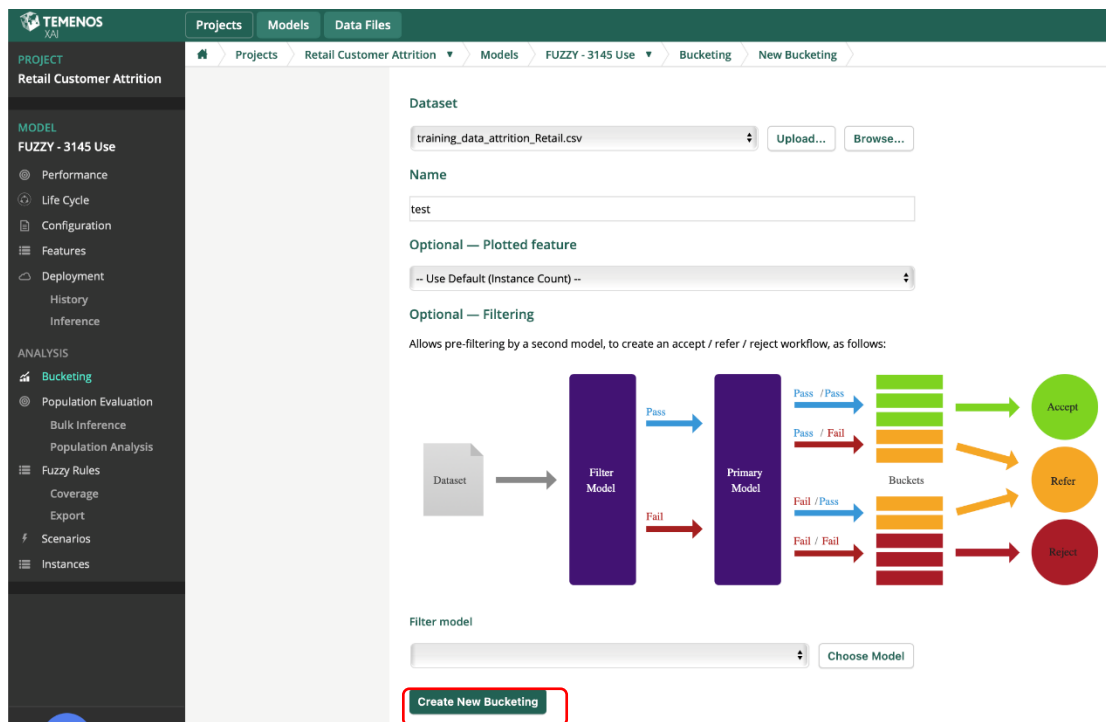 TEMENOS
XAI
Projects
Models
Data Files
Projects
Retail Customer Attrition ▼
Models
FUZZY - 3145 Use ▼
Bucketing
New Bucketing
PROJECT
Retail Customer Attrition
MODEL
FUZZY - 3145 Use
Performance
Life Cycle
Configuration
Features
Deployment
History
Inference
ANALYSIS
Bucketing
Population Evaluation
Bulk Inference
Population Analysis
Fuzzy Rules
Coverage
Export
Scenarios
Instances
Dataset
training_data_attrition_Retail.csv
Upload...
Browse...
Name
test
Optional — Plotted feature
-- Use Default (Instance Count) --
Optional — Filtering
Allows pre-filtering by a second model, to create an accept / refer / reject workflow, as follows:
Dataset
Filter
Model
Pass
Fail
Primary
Model
Pass / Pass
Pass / Fail
Fail / Pass
Fail / Fail
Buckets
Accept
Refer
Reject
Filter model
Choose Model
Create New Bucketing